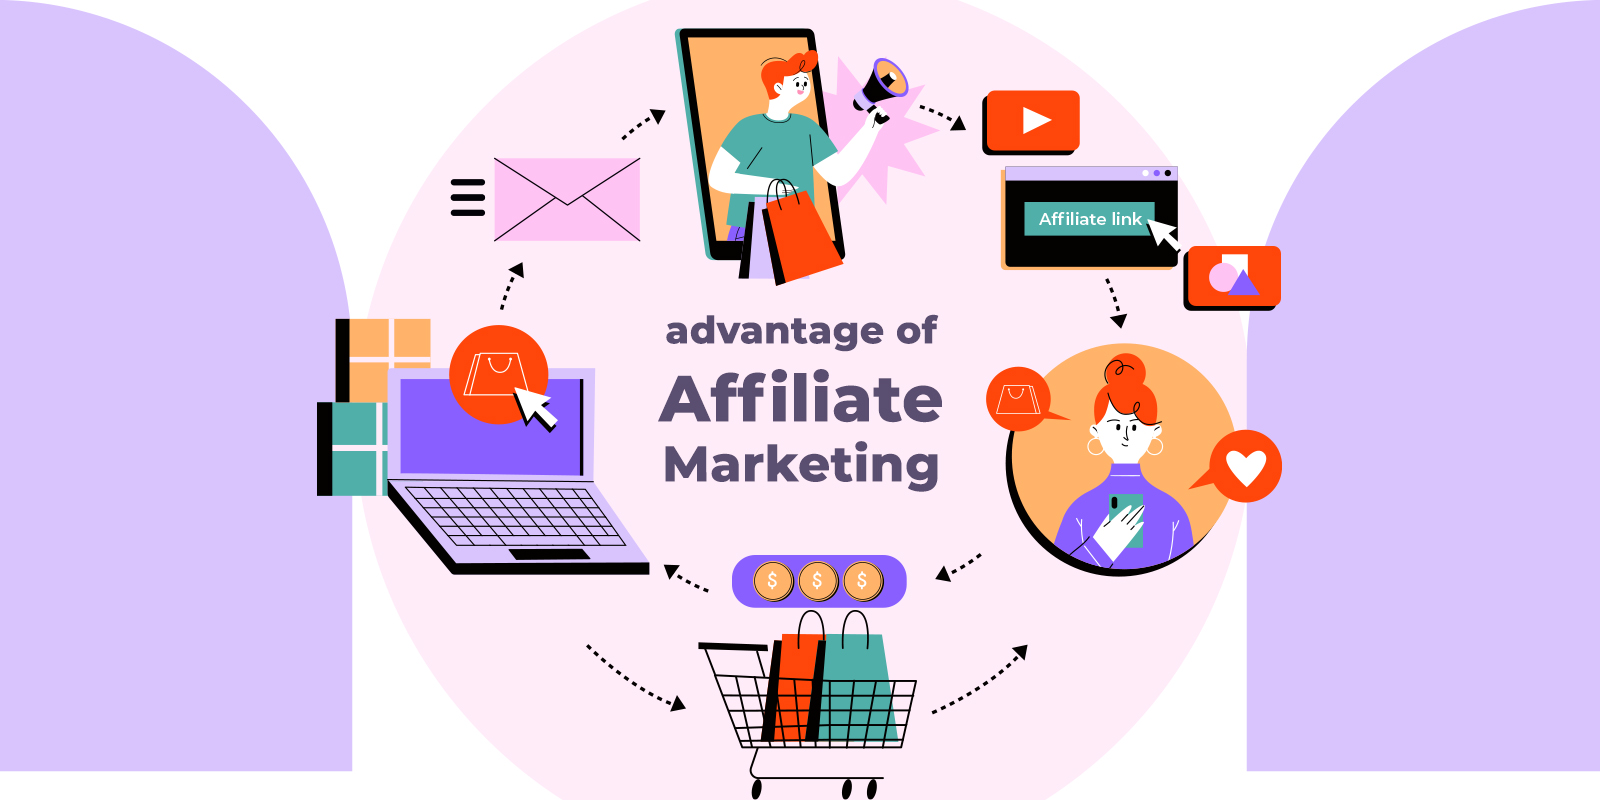 Affiliate link
advantage of
Affiliate
Marketing
$ $ $